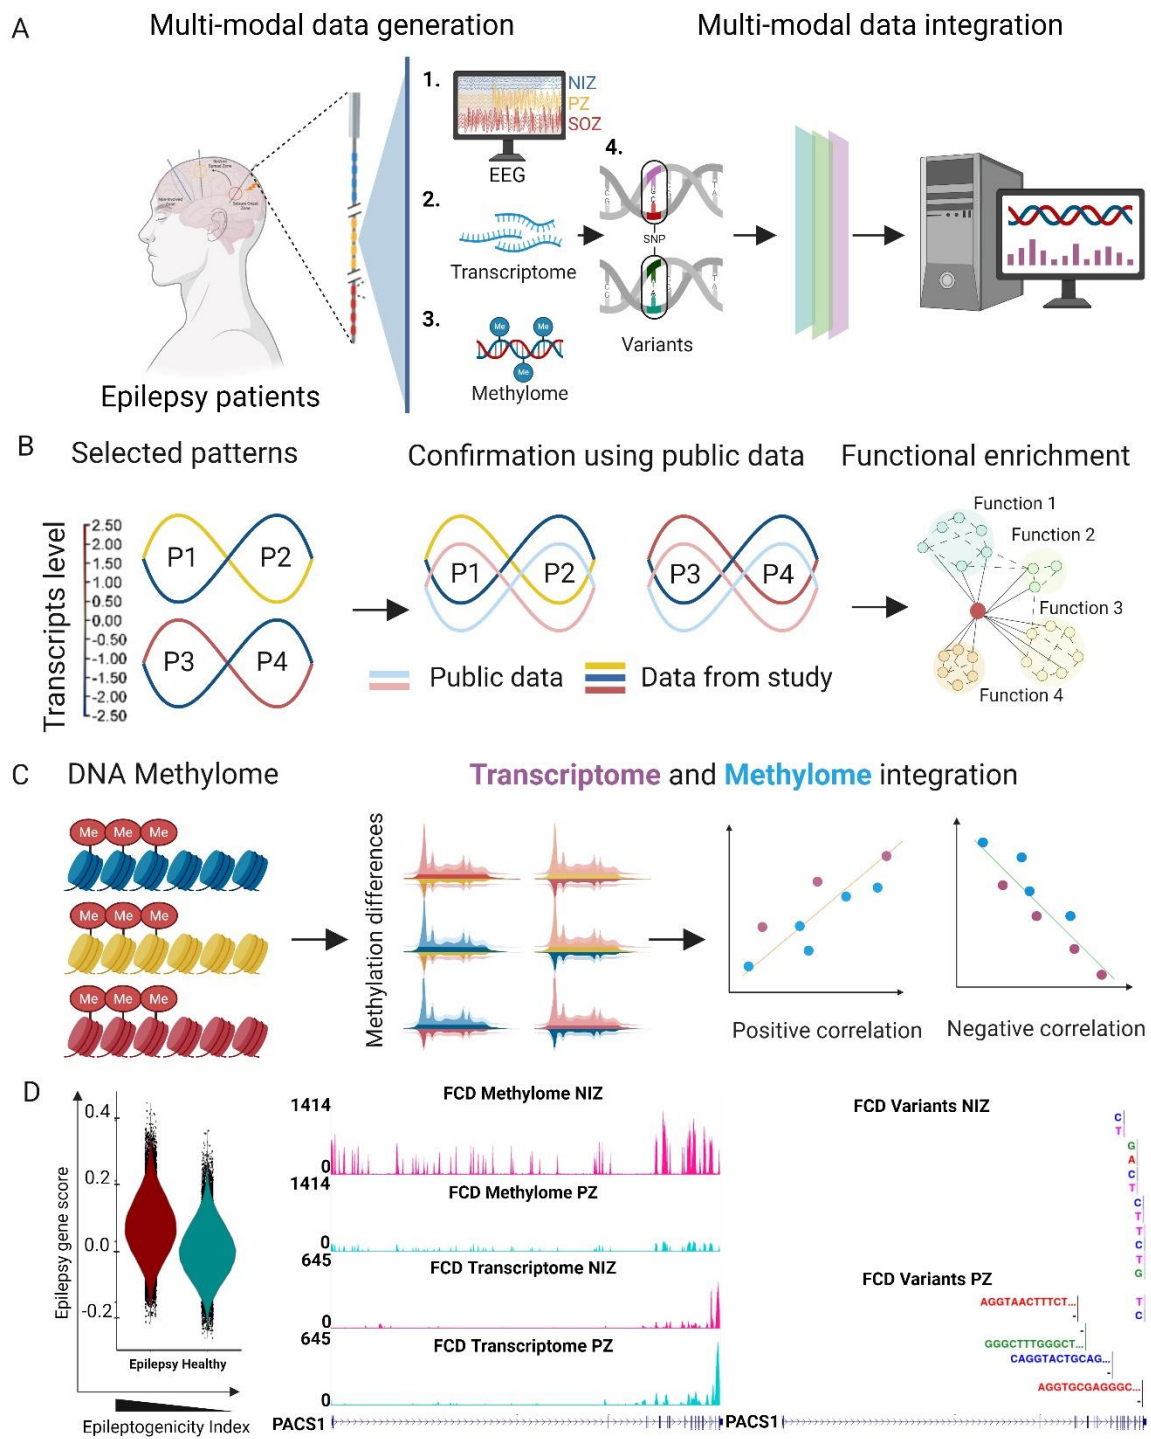 A
Multi-modal data generation
Multi-modal data integration
1.
NIZ
PZ
SOZ
EEG
2.
Transcriptome
3.
Me
Me
Me
Methylome
4.
G
C
SNP
A
Variants
Seizure Onset
Zone
Epilepsy patients
B
Selected patterns
Confirmation using public data
Functional enrichment
Transcripts level
2.50
2.00
1.50
1.00
0.50
0.00
-0.50
-1.00
-1.50
-2.00
-2.50
P1
P2
P3
P4
P1
P2
P3
P4
Public data
Data from study
Function 1
Function 2
Function 3
Function 4
C
DNA Methylome
Transcriptome and Methylome integration
Me Me Me
Me Me Me
Me Me Me
Methylation differences
Positive correlation
Negative correlation
D
Epilepsy gene score
0.4
0.2
0.0
-0.2
Epilepsy Healthy
Epileptogenicity Index
FCD Methylome NIZ
1414
0
FCD Methylome PZ
1414
0
FCD Transcriptome NIZ
645
0
FCD Transcriptome PZ
645
0
PACS1
FCD Variants NIZ
C
T
G
A
C
T
C
T
T
C
T
G
FCD Variants PZ
AGGTAACTTTCT...
-
T
C
-
GGGCTTTGGGCT...
CAGGTACTGCAG...
-
AGGTGCGAGGGC...
-
PACS1